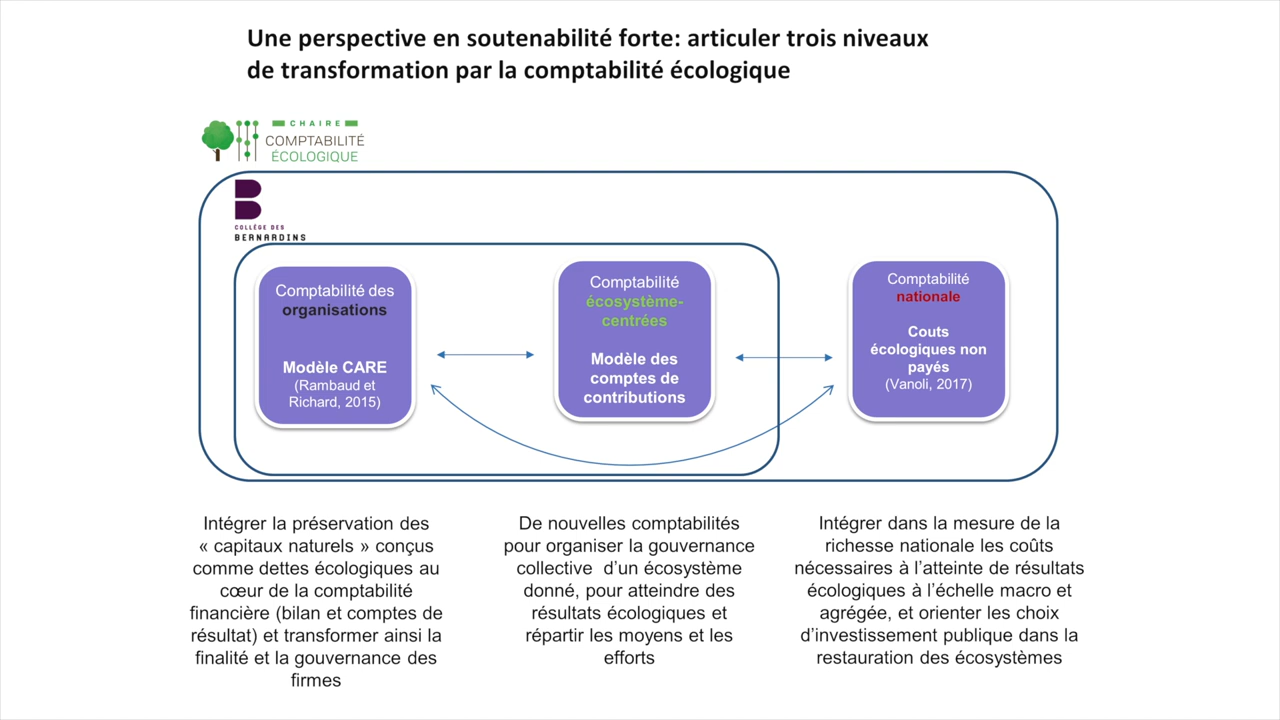 Une perspective en soutenabilité forte: articuler trois niveaux
de transformation par la comptabilité écologique
CHAIRE
COMPTABILITÉ
ÉCOLOGIQUE
COLLÈGE DES
BERNARDINS
Comptabilité des
organisations
Modèle CARE
(Rambaud et
Richard, 2015)
Comptabilité
écosystème-
centrées
Modèle des
comptes de
contributions
Comptabilité
nationale
Couts
écologiques non
payés
(Vanoli, 2017)
Intégrer la préservation des
« capitaux naturels » conçus
comme dettes écologiques au
cœur de la comptabilité
financière (bilan et comptes de
résultat) et transformer ainsi la
finalité et la gouvernance des
firmes
De nouvelles comptabilités
pour organiser la gouvernance
collective d’un écosystème
donné, pour atteindre des
résultats écologiques et
répartir les moyens et les
efforts
Intégrer dans la mesure de la
richesse nationale les coûts
nécessaires à l’atteinte de résultats
écologiques à l’échelle macro et
agrégée, et orienter les choix
d’investissement publique dans la
restauration des écosystèmes